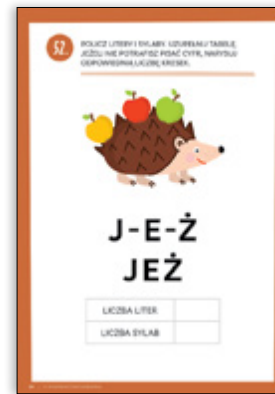 52.
POLICZ LITERY I SYLABY. UZUPEŁNIJ TABELĘ.
JEŻELI NIE POTRAFISZ PISAĆ CYFR, NARYSUJ
ODPOWIEDNIĄ LICZBĘ KRESEK.
J-E-Ż
JEŻ
LICZBA LITER
LICZBA SYLAB